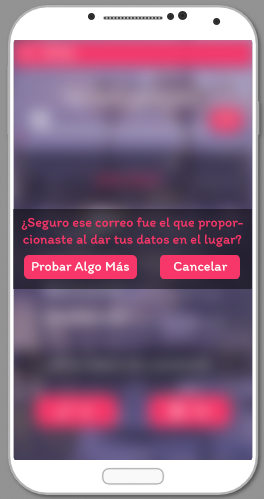 ¿Seguro ese correo fue el que propor-
cionaste al dar tus datos en el lugar?
Probar Algo Más
Cancelar